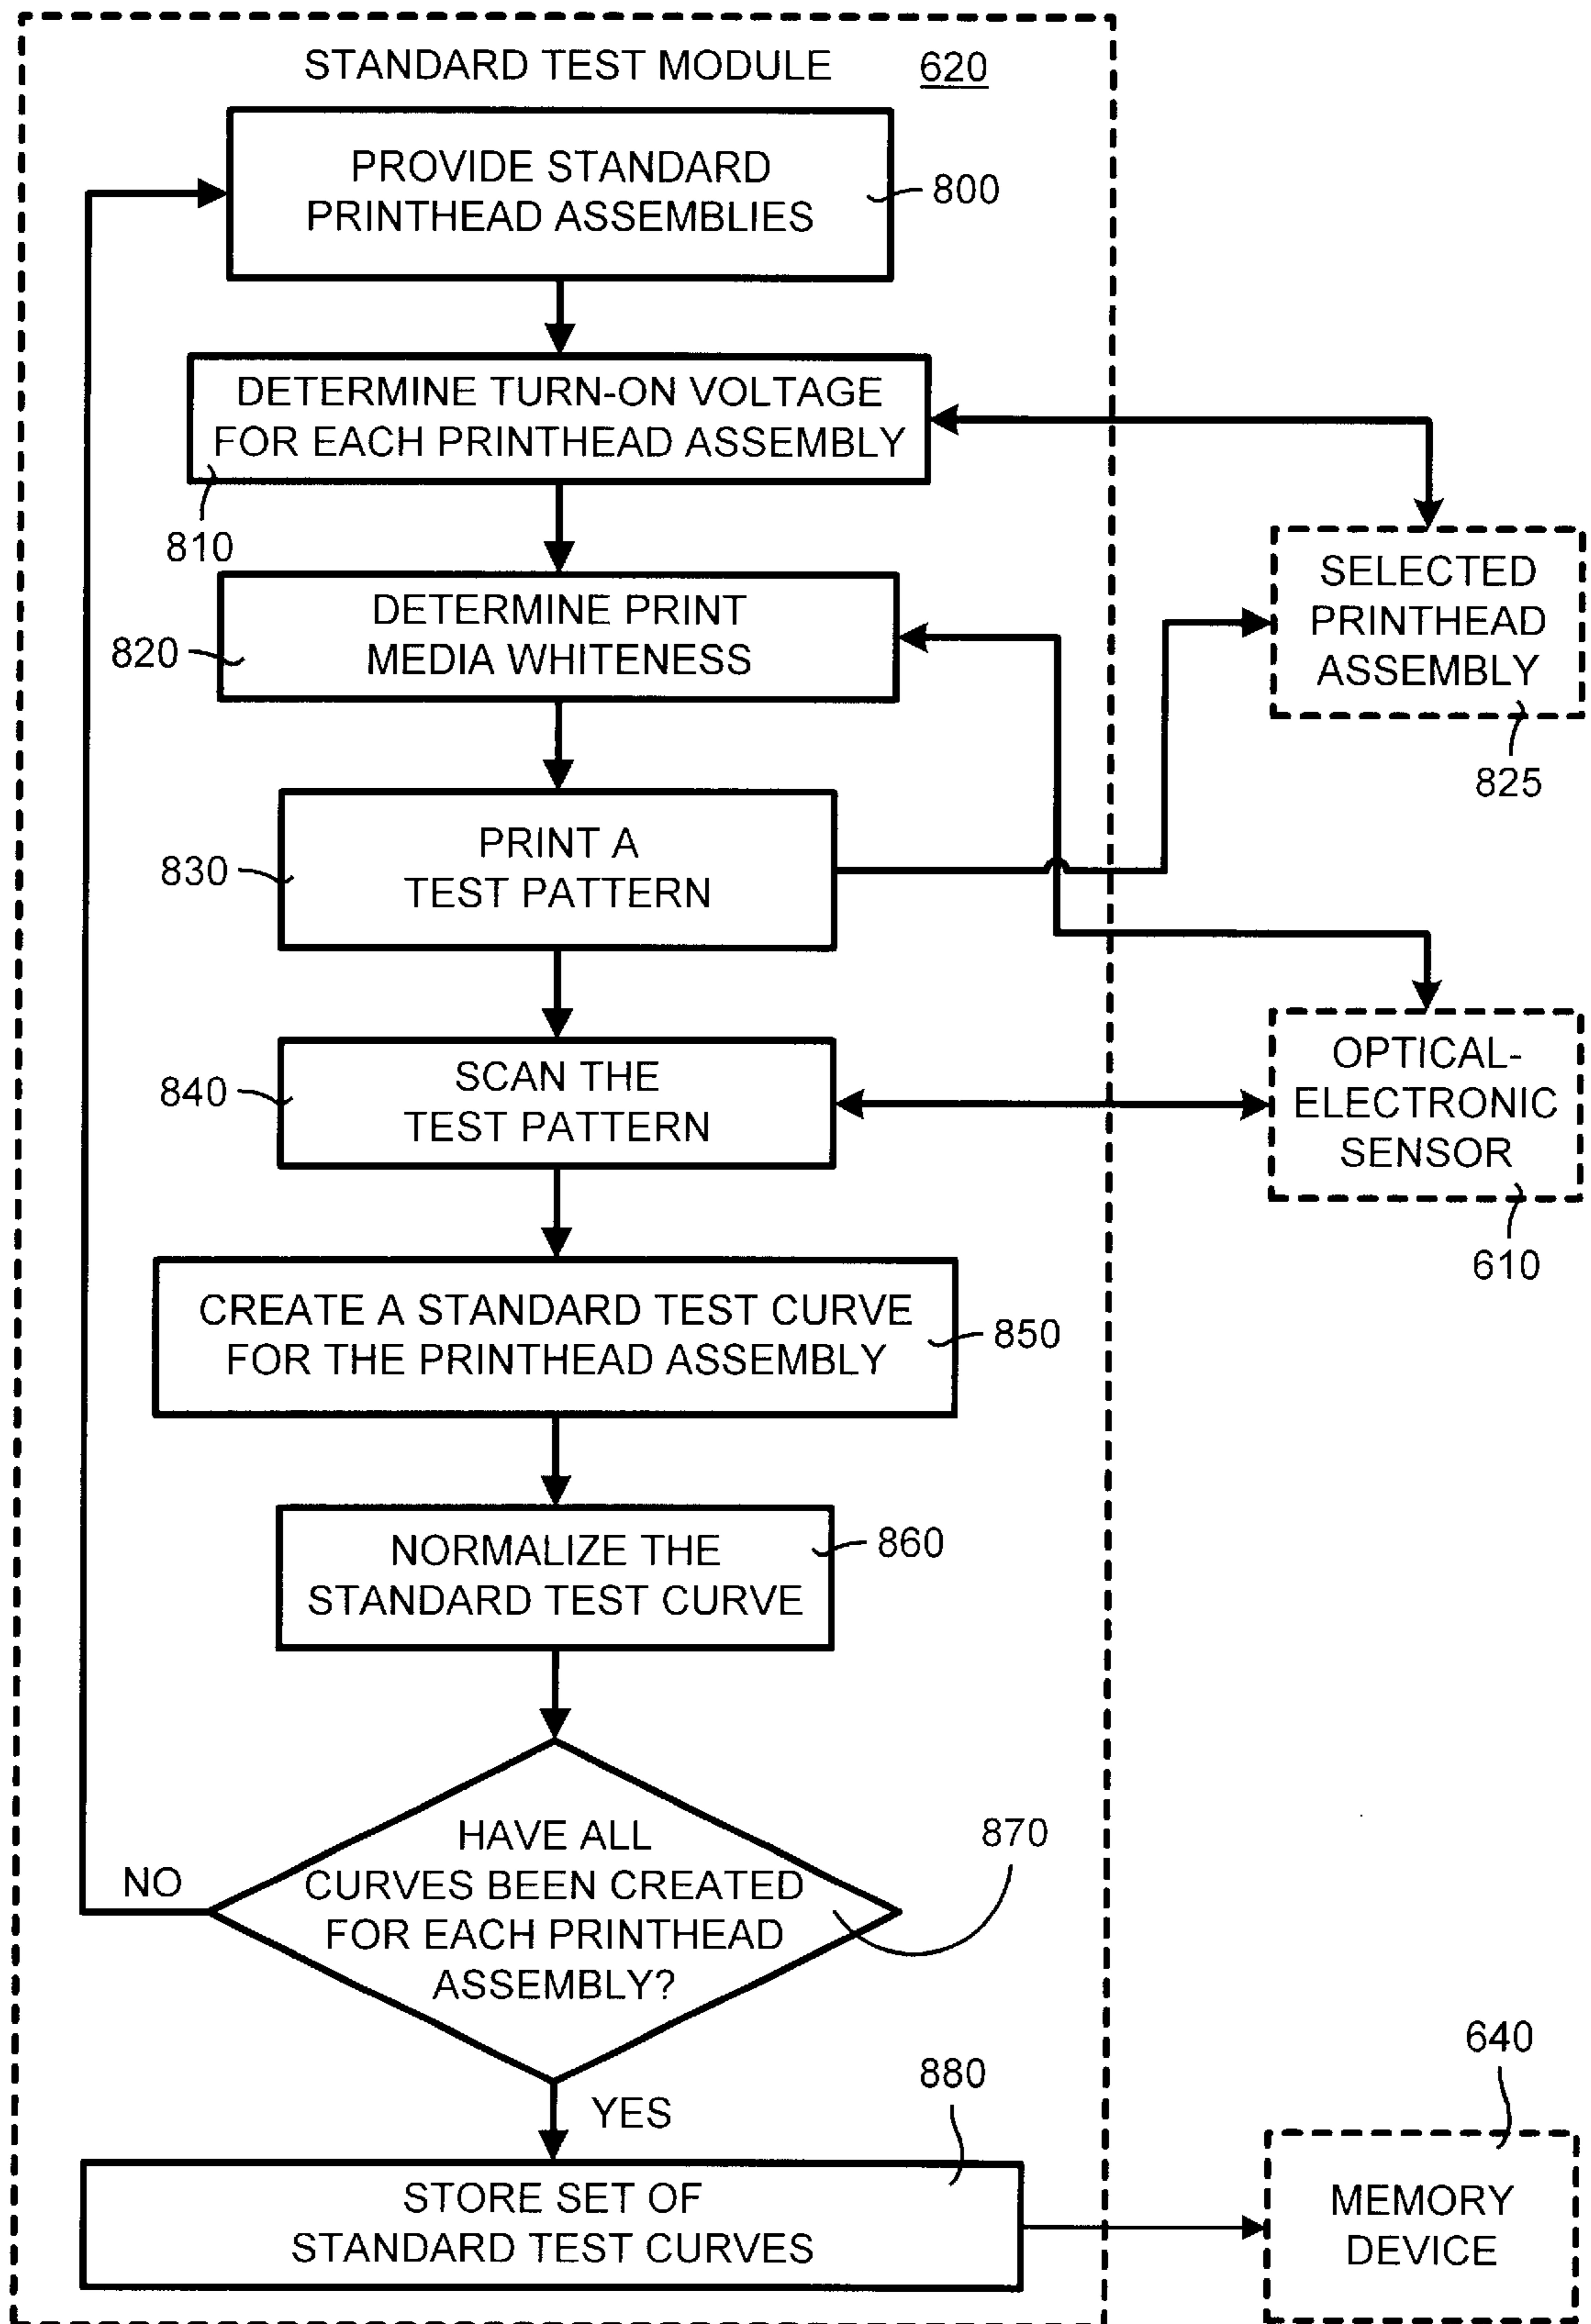 STANDARD TEST MODULE 620
PROVIDE STANDARD
PRINTHEAD ASSEMBLIES
800
DETERMINE TURN-ON VOLTAGE
FOR EACH PRINTHEAD ASSEMBLY
810
DETERMINE PRINT
MEDIA WHITENESS
820
SELECTED
PRINTHEAD
ASSEMBLY
825
PRINT A
TEST PATTERN
830
SCAN THE
TEST PATTERN
840
OPTICAL-
ELECTRONIC
SENSOR
610
CREATE A STANDARD TEST CURVE
FOR THE PRINTHEAD ASSEMBLY
850
NORMALIZE THE
STANDARD TEST CURVE
860
HAVE ALL
CURVES BEEN CREATED
FOR EACH PRINTHEAD
ASSEMBLY?
870
NO
YES
880
STORE SET OF
STANDARD TEST CURVES
640
MEMORY
DEVICE